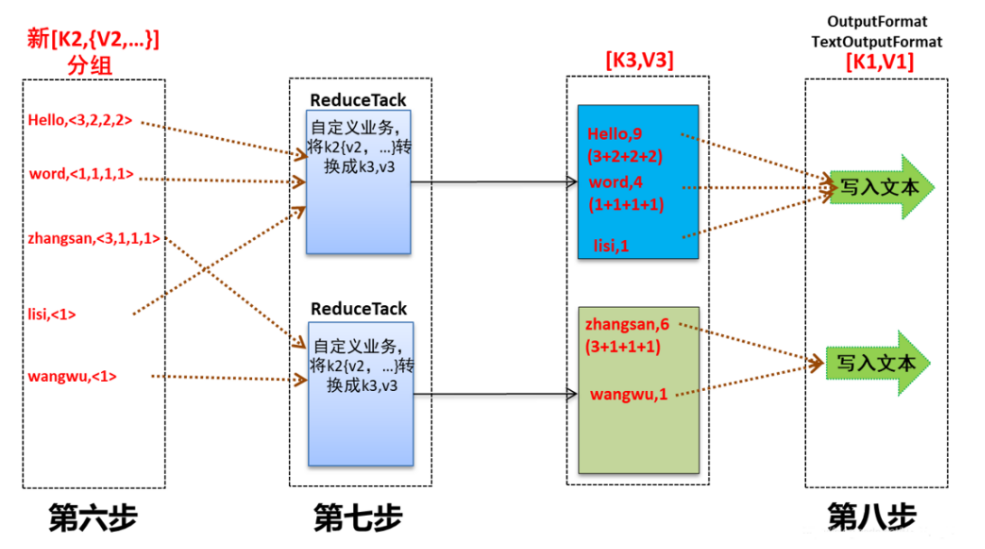 新[K2,{V2,...}]
分组
Hello,<3,2,2,2>
word,<1,1,1,1>
zhangsan,<3,1,1,1>
lisi,<1>
wangwu,<1>
第六步
ReduceTack
自定义业务，
将k2{v2，...}转
换成k3,v3
ReduceTack
自定义业务，
将k2{v2，...}转
换成k3,v3
第七步
[K3,V3]
Hello,9
(3+2+2+2)
word,4
(1+1+1+1)
lisi,1
zhangsan,6
(3+1+1+1)
wangwu,1
OutputFormat
TextOutputFormat
[K1,V1]
写入文本
写入文本
第八步